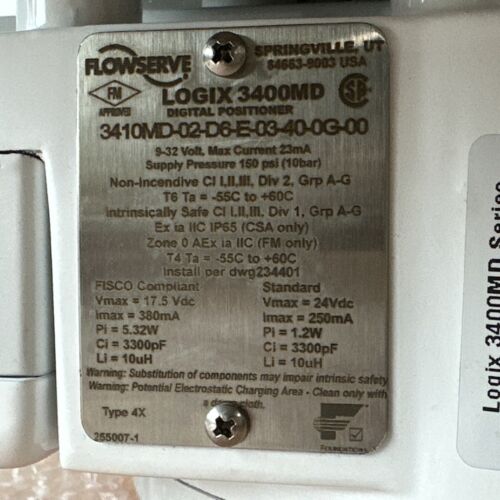 FLOWSERVE
SPRINGVILLE, UT
84663-9003 USA
FM
APPROVED
LOGIX 3400MD
DIGITAL POSITIONER
3410MD-02-D6-E-03-40-0G-00
9-32 Volt, Max Current 23mA
Supply Pressure 150 psi (10bar)
Non-Incendive Cl I,II,III, Div 2, Grp A-G
T6 Ta = -55C to +60C
Intrinsically Safe Cl I,II,III, Div 1, Grp A-G
Ex ia IIC IP65 (CSA only)
Zone 0 AEx ia IIC (FM only)
T4 Ta = -55C to +60C
Install per dwg234401
FISCO Compliant
Vmax = 17.5 Vdc
Imax = 380mA
Pi = 5.32W
Ci = 3300pF
Li = 10uH
Standard
Vmax = 24Vdc
Imax = 250mA
Pi = 1.2W
Ci = 3300pF
Li = 10uH
Warning: Substitution of components may impair intrinsic safety
Warning: Potential Electrostatic Charging Area - Clean only with
a damp cloth.
Type 4X
255007-1
FOUNDATION
Logix 3400MD Series